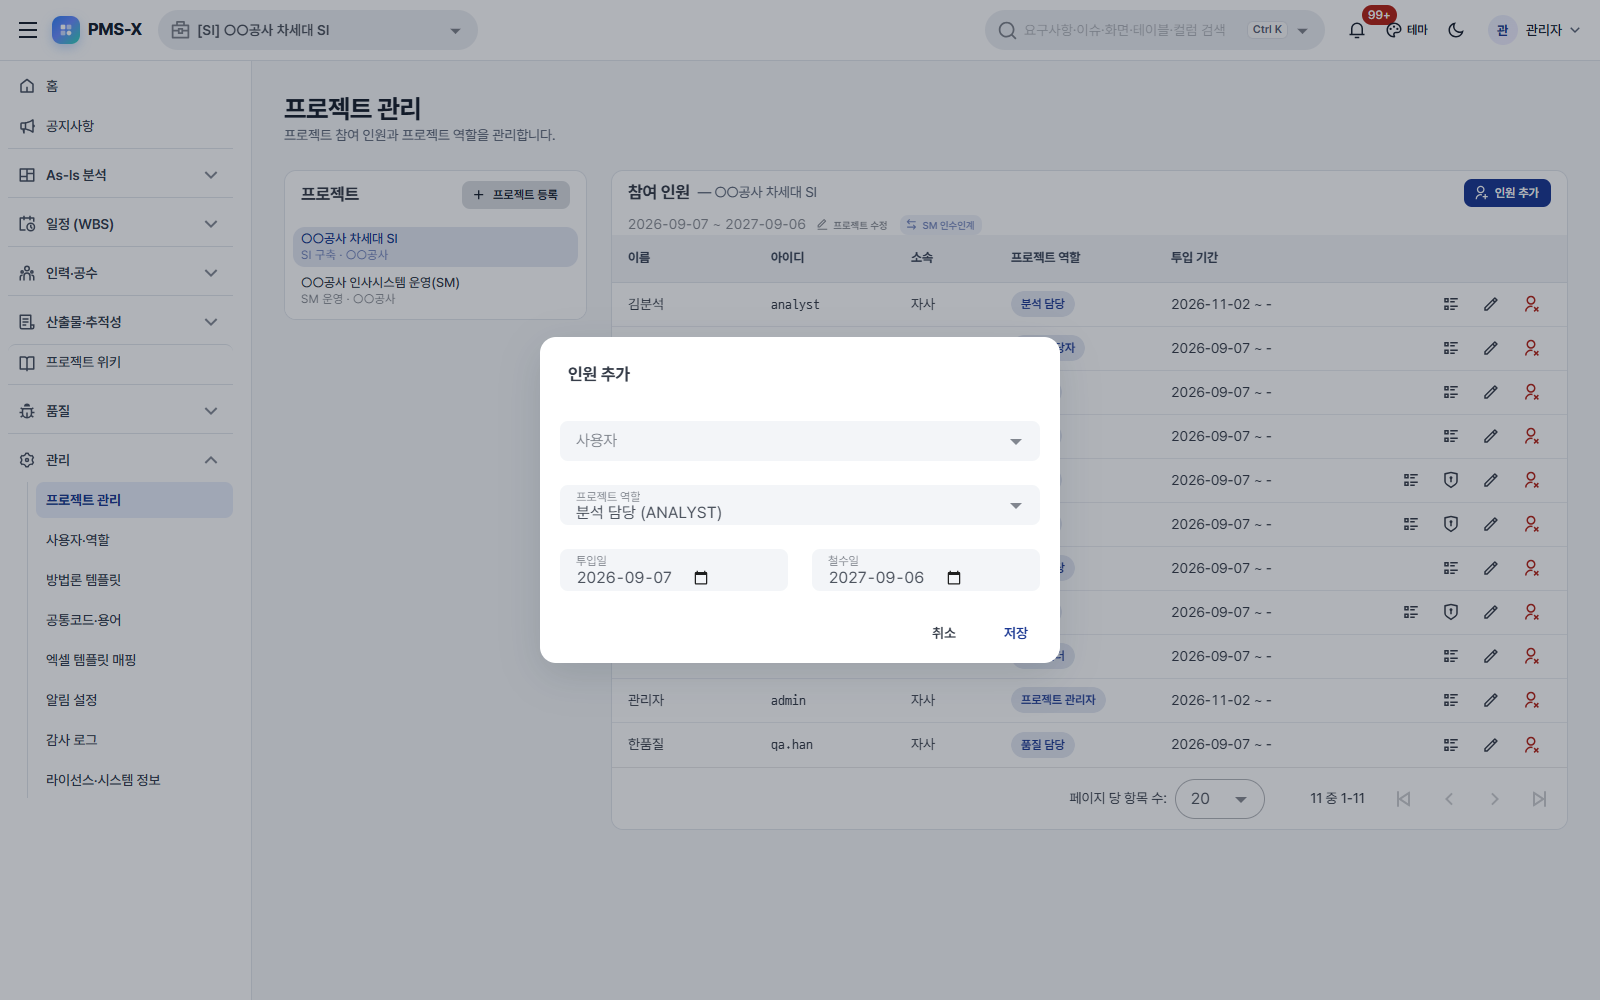 PMS-X
[SI] 〇〇공사 차세대 SI
요구사항·이슈·화면·테이블·컬럼 검색
Ctrl K
99+
테마
관
관리자
홈
공지사항
As-Is 분석
일정 (WBS)
인력·공수
산출물·추적성
프로젝트 위키
품질
관리
프로젝트 관리
사용자·역할
방법론 템플릿
공통코드·용어
엑셀 템플릿 매핑
알림 설정
감사 로그
라이선스·시스템 정보
프로젝트 관리
프로젝트 참여 인원과 프로젝트 역할을 관리합니다.
프로젝트
프로젝트 등록
〇〇공사 차세대 SI
SI 구축 · 〇〇공사
〇〇공사 인사시스템 운영(SM)
SM 운영 · 〇〇공사
참여 인원 — 〇〇공사 차세대 SI
인원 추가
2026-09-07 ~ 2027-09-06 프로젝트 수정 SM 인수인계
이름 아이디 소속 프로젝트 역할 투입 기간
김분석 analyst 자사 분석 담당 2026-11-02 ~ -
2026-09-07 ~ -
2026-09-07 ~ -
2026-09-07 ~ -
2026-09-07 ~ -
2026-09-07 ~ -
2026-09-07 ~ -
2026-09-07 ~ -
2026-09-07 ~ -
관리자 admin 자사 프로젝트 관리자 2026-11-02 ~ -
한품질 qa.han 자사 품질 담당 2026-09-07 ~ -
페이지 당 항목 수: 20 11 중 1-11
인원 추가
사용자
프로젝트 역할
분석 담당 (ANALYST)
투입일
2026-09-07
철수일
2027-09-06
취소
저장